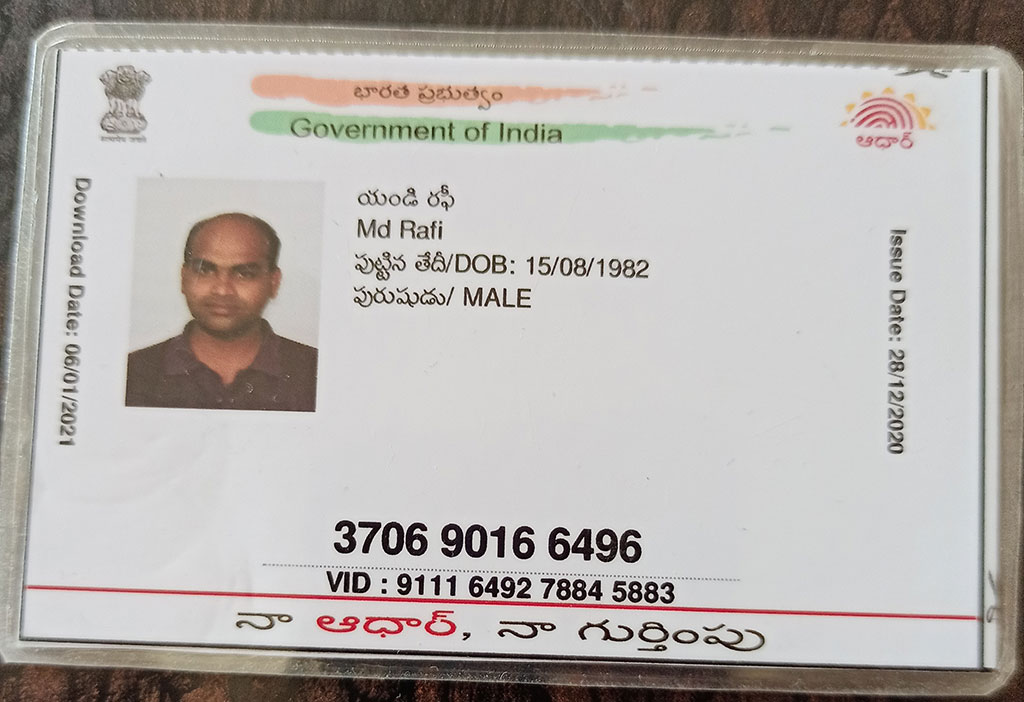 భారత ప్రభుత్వం
Government of India
ఆధార్
Download Date: 06/01/2021
యండి రఫీ
Md Rafi
పుట్టిన తేదీ/DOB: 15/08/1982
పురుషుడు/ MALE
Issue Date: 28/12/2020
3706 9016 6496
VID : 9111 6492 7884 5883
నా ఆధార్, నా గుర్తింపు